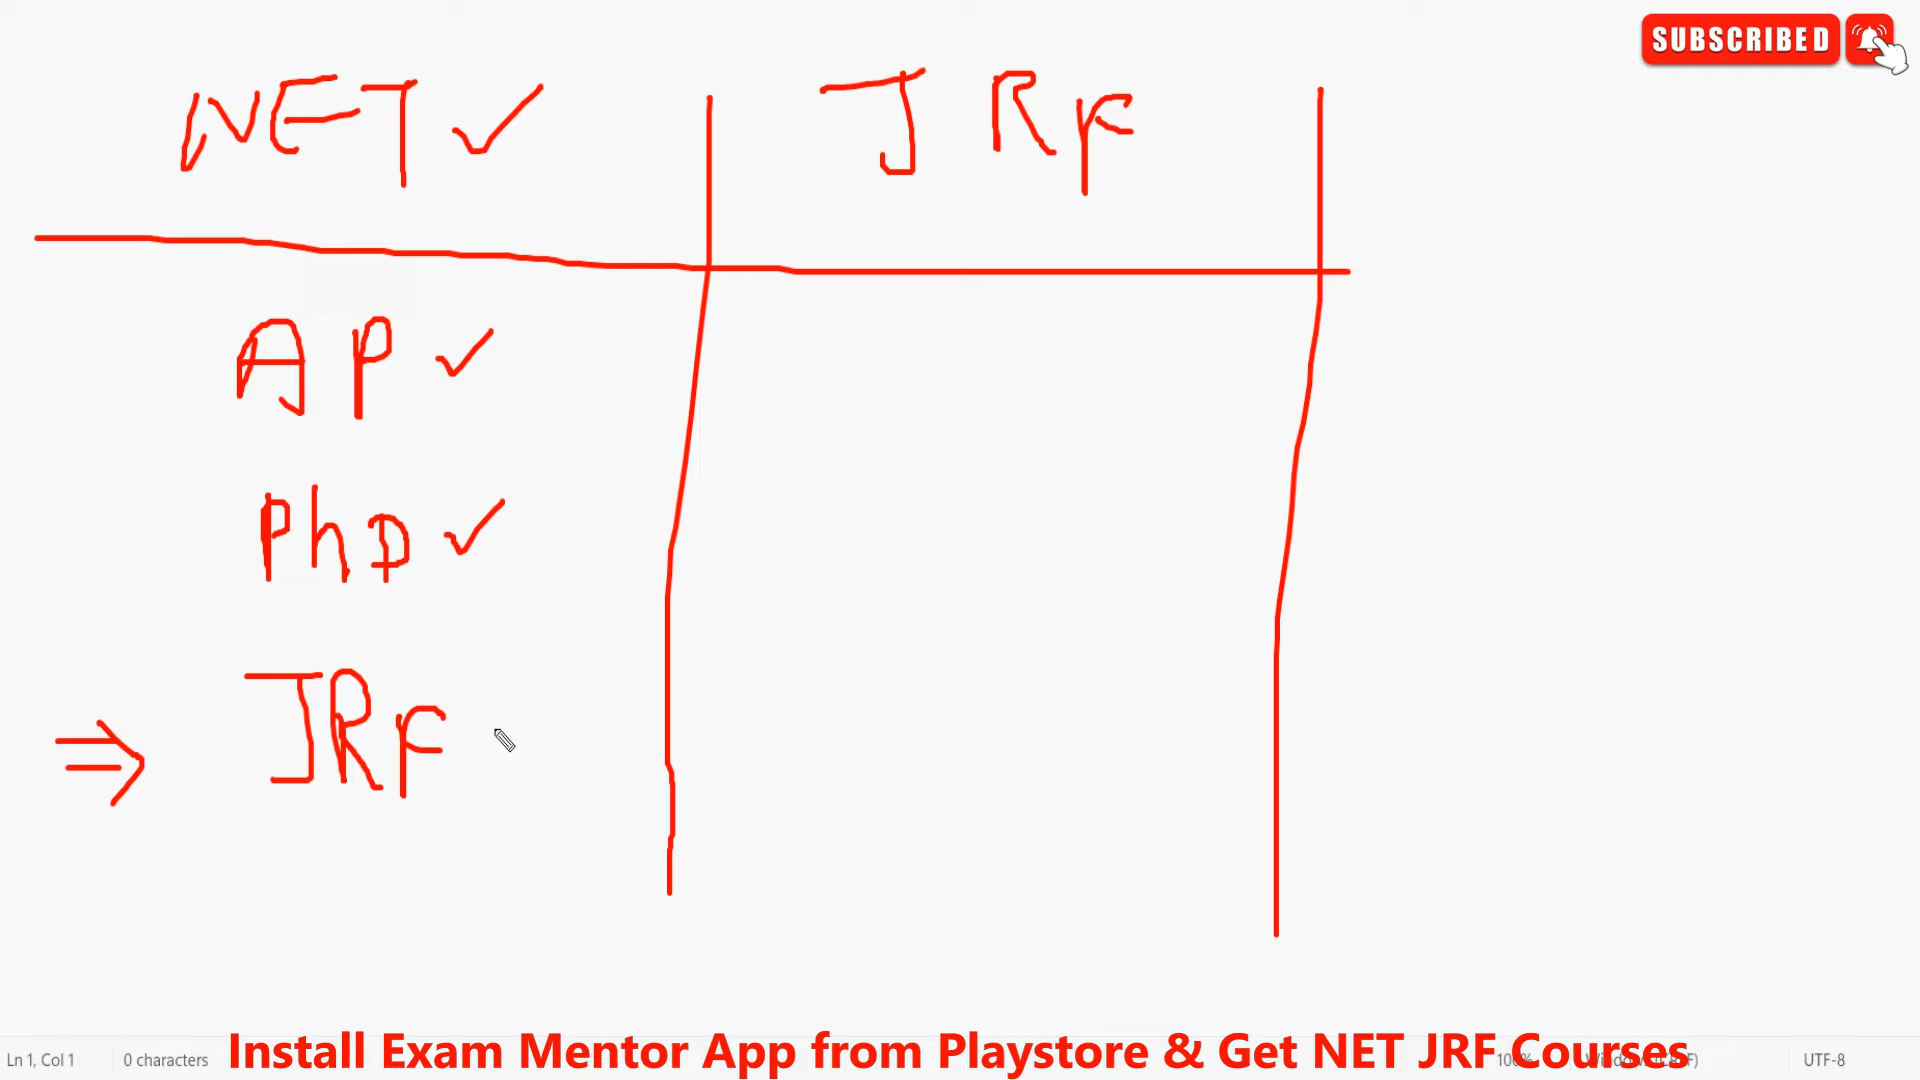 SUBSCRIBED
NET ✓ JRF
AP ✓
PhD ✓
⇒ JRF
Install Exam Mentor App from Playstore & Get NET JRF Courses
Ln 1, Col 1 0 characters 100% UTF-8